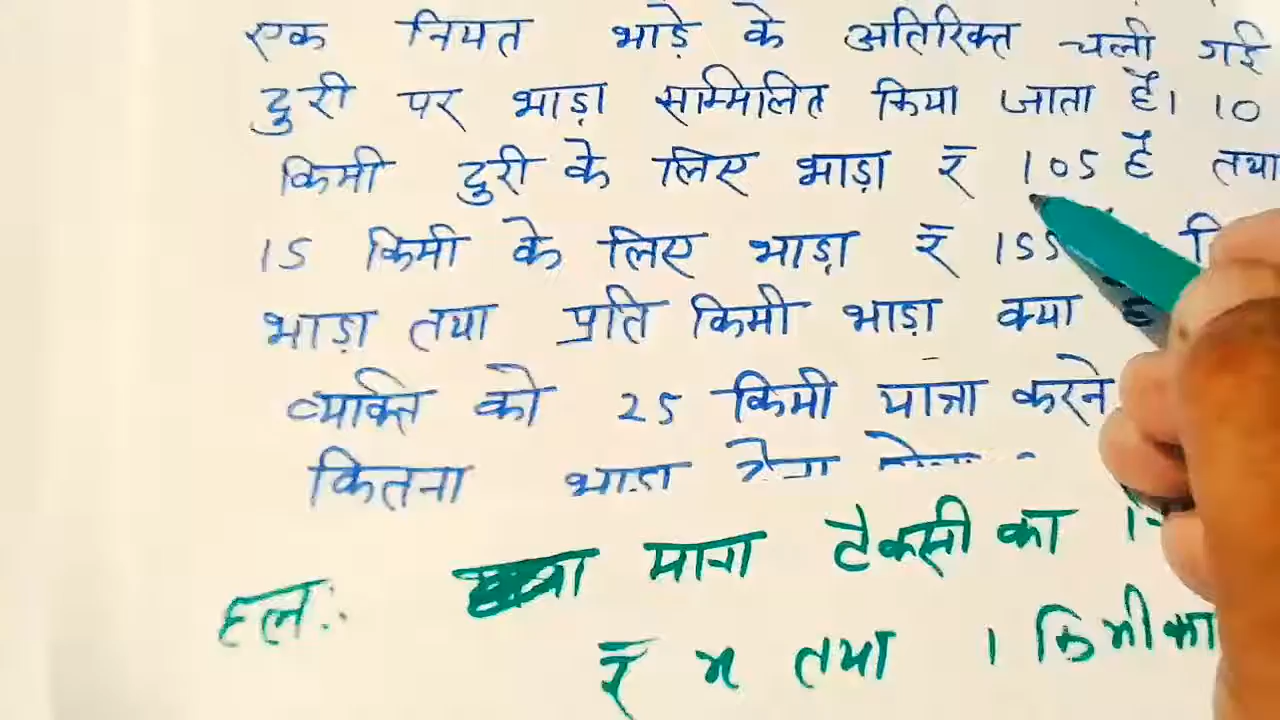 एक नियत भाड़े के अतिरिक्त चली गई
दुरी पर भाड़ा सम्मिलित किया जाता है। 10
किमी दुरी के लिए भाड़ा ₹ 105 है तथा
15 किमी के लिए भाड़ा ₹ 155
भाड़ा तथा प्रति किमी भाड़ा क्या
व्यक्ति को 25 किमी यात्रा करने
कितना भाड़ा देना
हल: माना टैक्सी का
₹ x तथा 1 किमी का